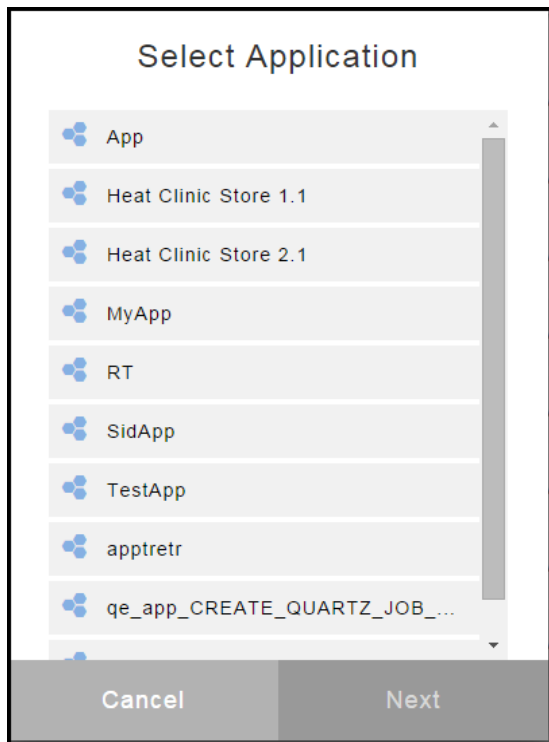 Select Application
App
Heat Clinic Store 1.1
Heat Clinic Store 2.1
MyApp
RT
SidApp
TestApp
apptretr
qe_app_CREATE_QUARTZ_JOB_...
Cancel
Next